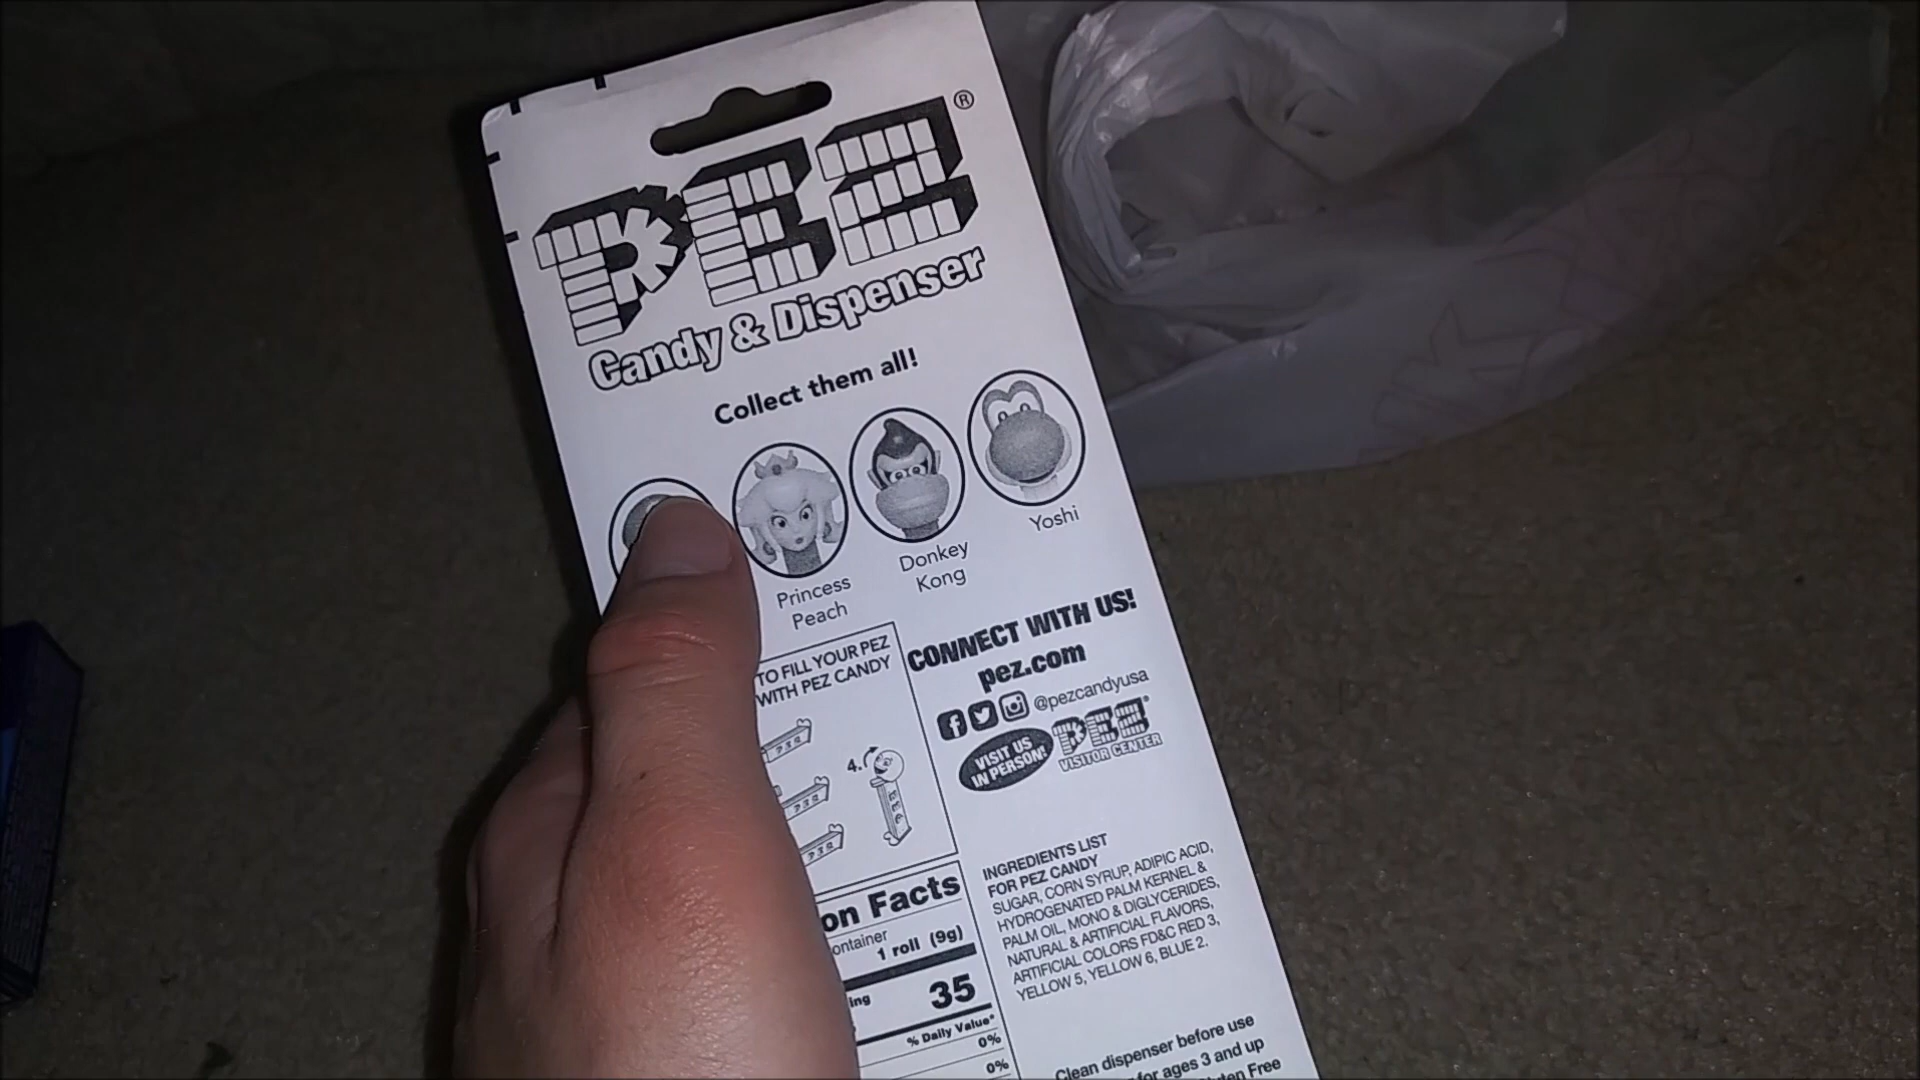 PEZ®
Candy & Dispenser
Collect them all!
Princess
Peach
Donkey
Kong
Yoshi
TO FILL YOUR PEZ
WITH PEZ CANDY
4.
CONNECT WITH US!
pez.com
@pezcandyusa
VISIT US
IN PERSON!
PEZ
VISITOR CENTER
on Facts
ontainer
1 roll (9g)
ing
35
% Daily Value*
0%
0%
INGREDIENTS LIST
FOR PEZ CANDY
SUGAR, CORN SYRUP, ADIPIC ACID,
HYDROGENATED PALM KERNEL &
PALM OIL, MONO & DIGLYCERIDES,
NATURAL & ARTIFICIAL FLAVORS,
ARTIFICIAL COLORS FD&C RED 3,
YELLOW 5, YELLOW 6, BLUE 2.
Clean dispenser before use
for ages 3 and up
Free